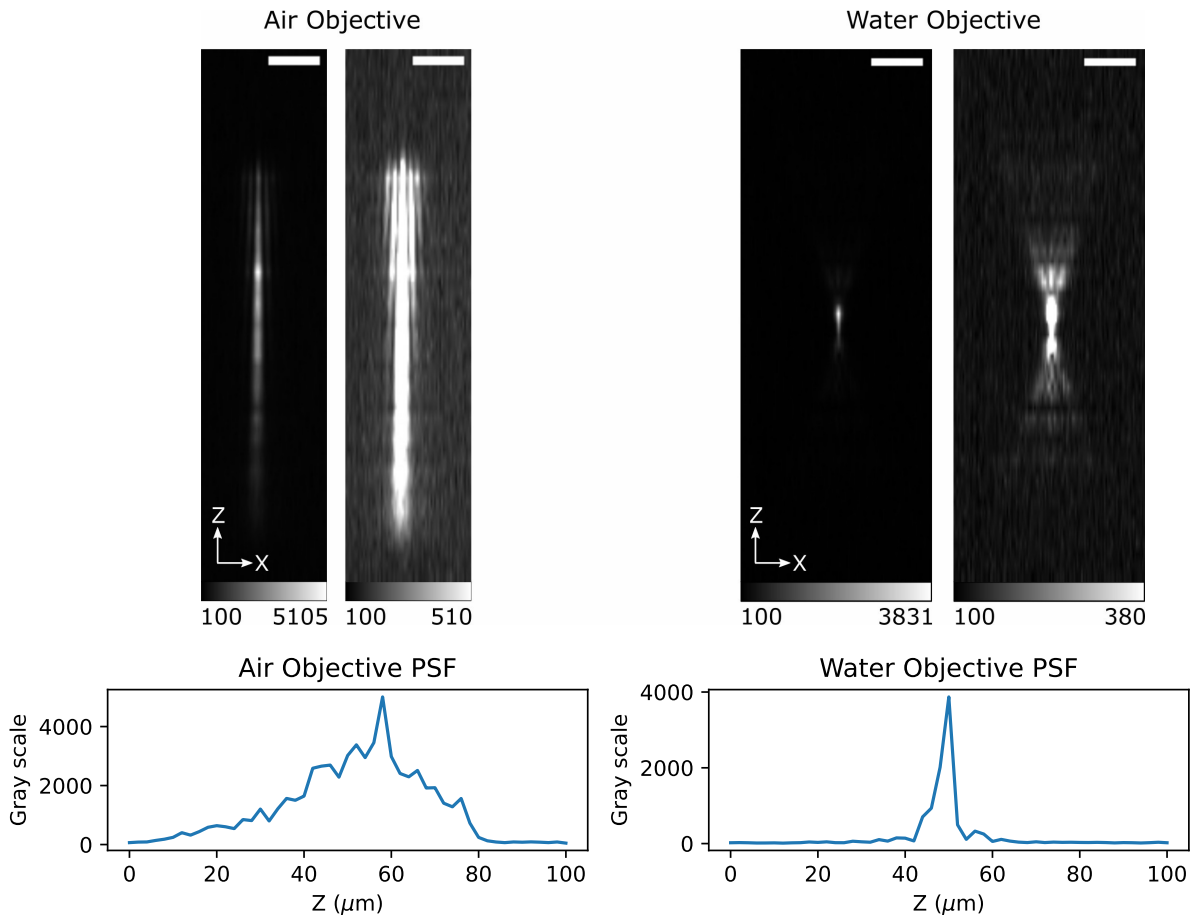 Air Objective
Water Objective
Z
X
Z
X
100 5105
100 510
100 3831
100 380
Air Objective PSF
Gray scale
4000
2000
0
0 20 40 60 80 100
Z (μm)
Water Objective PSF
Gray scale
4000
2000
0
0 20 40 60 80 100
Z (μm)